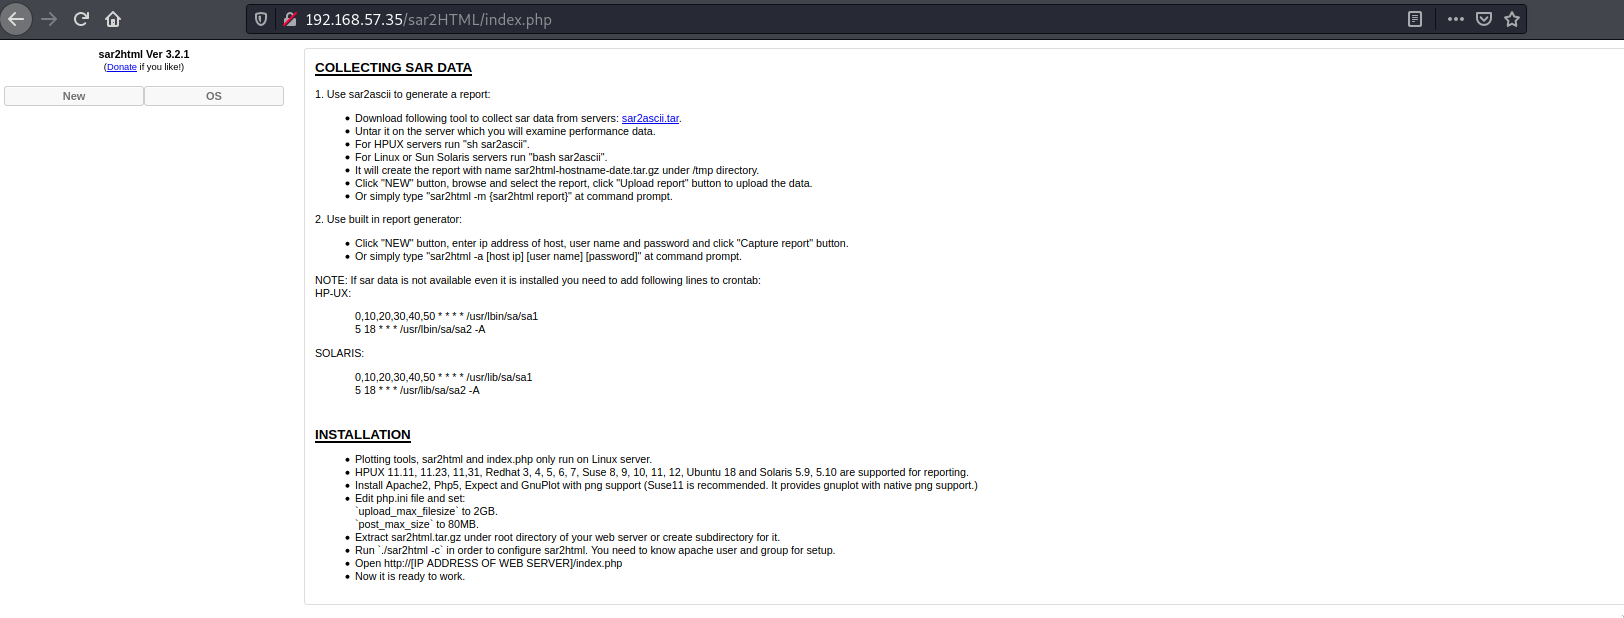 192.168.57.35/sar2HTML/index.php
sar2html Ver 3.2.1
(Donate if you like!)
New OS
COLLECTING SAR DATA
1. Use sar2ascii to generate a report:
• Download following tool to collect sar data from servers: sar2ascii.tar.
• Untar it on the server which you will examine performance data.
• For HPUX servers run "sh sar2ascii".
• For Linux or Sun Solaris servers run "bash sar2ascii".
• It will create the report with name sar2html-hostname-date.tar.gz under /tmp directory.
• Click "NEW" button, browse and select the report, click "Upload report" button to upload the data.
• Or simply type "sar2html -m {sar2html report}" at command prompt.
2. Use built in report generator:
• Click "NEW" button, enter ip address of host, user name and password and click "Capture report" button.
• Or simply type "sar2html -a [host ip] [user name] [password]" at command prompt.
NOTE: If sar data is not available even it is installed you need to add following lines to crontab:
HP-UX:
0,10,20,30,40,50 * * * * /usr/lbin/sa/sa1
5 18 * * * /usr/lbin/sa/sa2 -A
SOLARIS:
0,10,20,30,40,50 * * * * /usr/lib/sa/sa1
5 18 * * * /usr/lib/sa/sa2 -A
INSTALLATION
• Plotting tools, sar2html and index.php only run on Linux server.
• HPUX 11.11, 11.23, 11,31, Redhat 3, 4, 5, 6, 7, Suse 8, 9, 10, 11, 12, Ubuntu 18 and Solaris 5.9, 5.10 are supported for reporting.
• Install Apache2, Php5, Expect and GnuPlot with png support (Suse11 is recommended. It provides gnuplot with native png support.)
• Edit php.ini file and set:
`upload_max_filesize` to 2GB.
`post_max_size` to 80MB.
• Extract sar2html.tar.gz under root directory of your web server or create subdirectory for it.
• Run `./sar2html -c` in order to configure sar2html. You need to know apache user and group for setup.
• Open http://[IP ADDRESS OF WEB SERVER]/index.php
• Now it is ready to work.